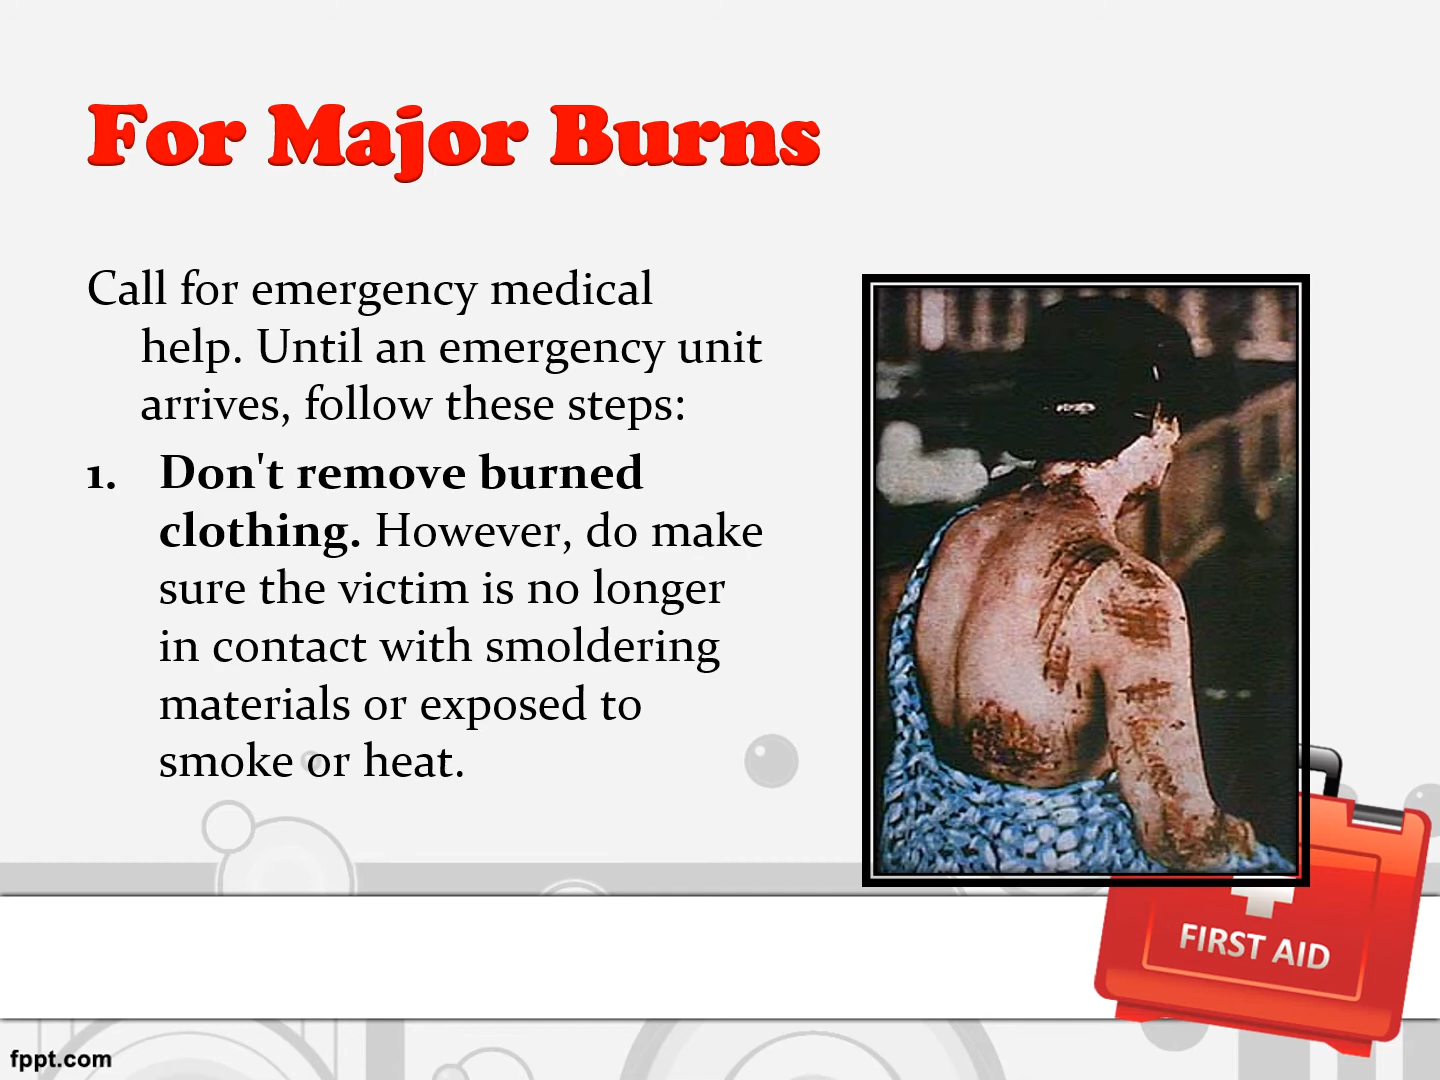 For Major Burns
Call for emergency medical
help. Until an emergency unit
arrives, follow these steps:
1. Don't remove burned
clothing. However, do make
sure the victim is no longer
in contact with smoldering
materials or exposed to
smoke or heat.
FIRST AID
fppt.com